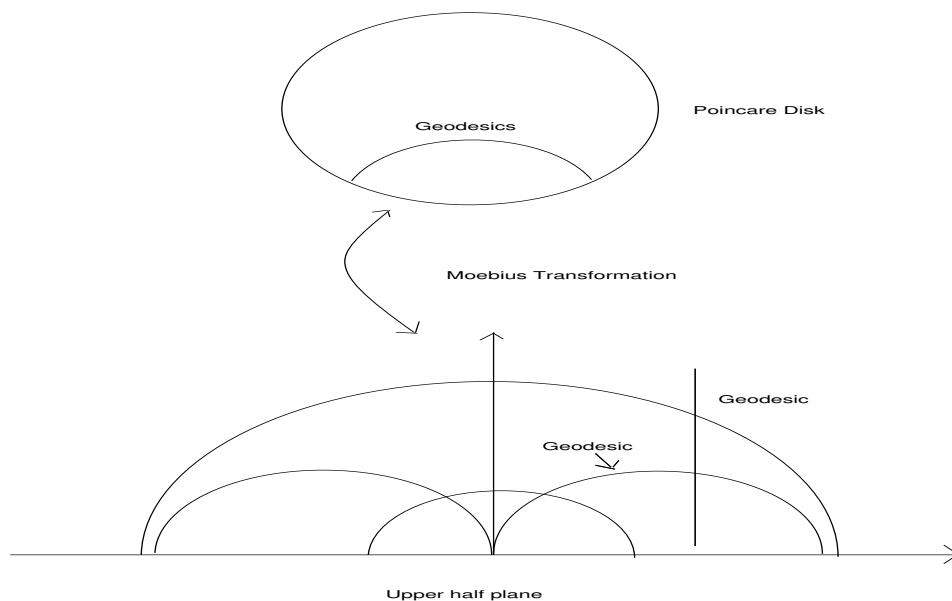 Poincare Disk
Geodesics
Moebius Transformation
Geodesic
Geodesic
Upper half plane